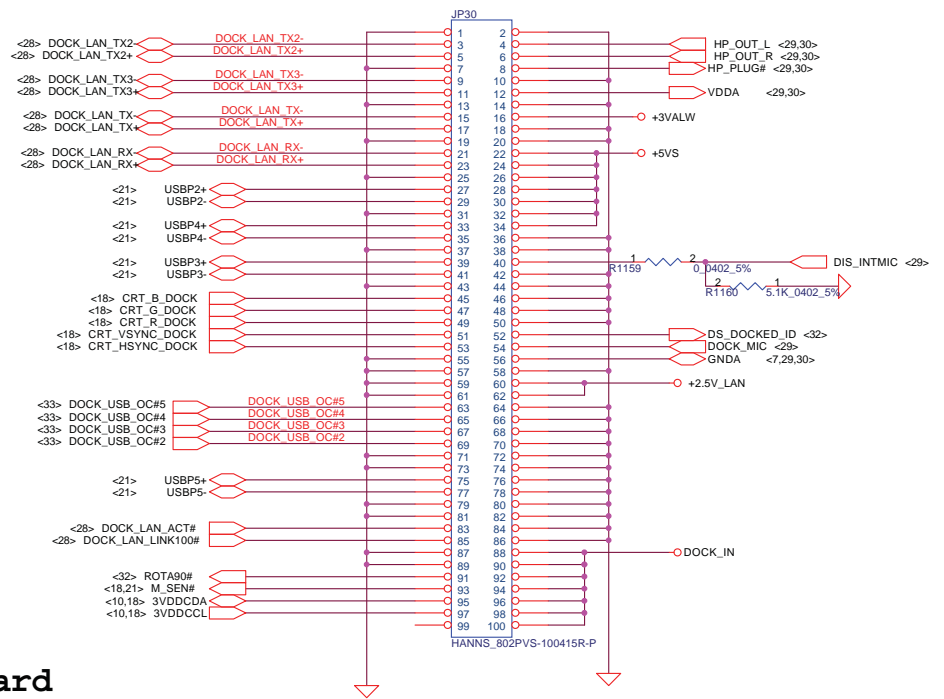 JP30
1 2
<28> DOCK_LAN_TX2- DOCK_LAN_TX2- 3 4 HP_OUT_L <29,30>
<28> DOCK_LAN_TX2+ DOCK_LAN_TX2+ 5 6 HP_OUT_R <29,30>
7 8 HP_PLUG# <29,30>
<28> DOCK_LAN_TX3- DOCK_LAN_TX3- 9 10
<28> DOCK_LAN_TX3+ DOCK_LAN_TX3+ 11 12 VDDA <29,30>
13 14
<28> DOCK_LAN_TX- DOCK_LAN_TX- 15 16 +3VALW
<28> DOCK_LAN_TX+ DOCK_LAN_TX+ 17 18
19 20
<28> DOCK_LAN_RX- DOCK_LAN_RX- 21 22 +5VS
<28> DOCK_LAN_RX+ DOCK_LAN_RX+ 23 24
25 26
<21> USBP2+ 27 28
<21> USBP2- 29 30
31 32
<21> USBP4+ 33 34
<21> USBP4- 35 36
37 38
<21> USBP3+ 39 40 1 2 DIS_INTMIC <29>
R1159 0_0402_5%
<21> USBP3- 41 42
43 44 2 1
R1160 5.1K_0402_5%
<18> CRT_B_DOCK 45 46
<18> CRT_G_DOCK 47 48
<18> CRT_R_DOCK 49 50
<18> CRT_VSYNC_DOCK 51 52 DS_DOCKED_ID <32>
<18> CRT_HSYNC_DOCK 53 54 DOCK_MIC <29>
55 56 GNDA <7,29,30>
57 58
59 60 +2.5V_LAN
61 62
<33> DOCK_USB_OC#5 DOCK_USB_OC#5 63 64
<33> DOCK_USB_OC#4 DOCK_USB_OC#4 65 66
<33> DOCK_USB_OC#3 DOCK_USB_OC#3 67 68
<33> DOCK_USB_OC#2 DOCK_USB_OC#2 69 70
71 72
73 74
<21> USBP5+ 75 76
<21> USBP5- 77 78
79 80
81 82
<28> DOCK_LAN_ACT# 83 84
<28> DOCK_LAN_LINK100# 85 86
87 88 DOCK_IN
89 90
<32> ROTA90# 91 92
<18,21> M_SEN# 93 94
<10,18> 3VDDCDA 95 96
<10,18> 3VDDCCL 97 98
99 100
HANNS_802PVS-100415R-P
ard